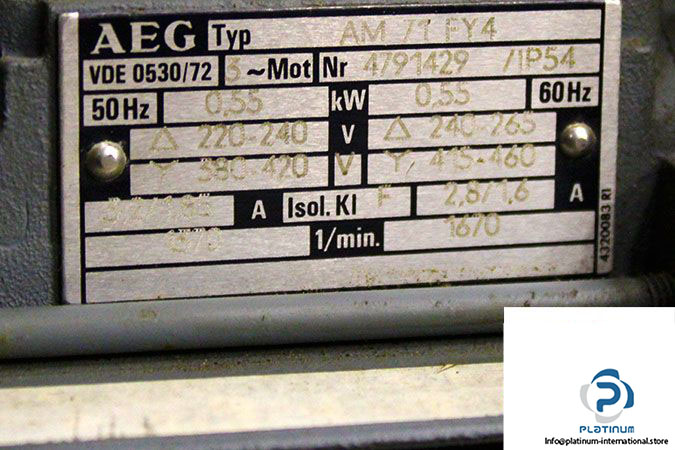 AEG Typ AM 71 FY4
VDE 0530/72 3 ~Mot Nr 4791429 /IP54
50 Hz 0,55 kW 0,55 60 Hz
Δ 220-240 V Δ 240-265
Y 380-420 V Y 415-460
A Isol. Kl F 2,8/1,6 A
1/min. 1670
4320083 R1
PLATINUM
Info@platinum-international.store